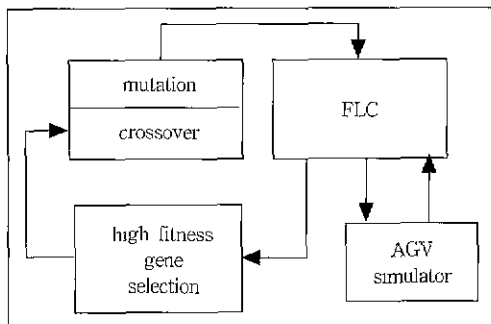 mutation
crossover
FLC
high fitness
gene
selection
AGV
simulator